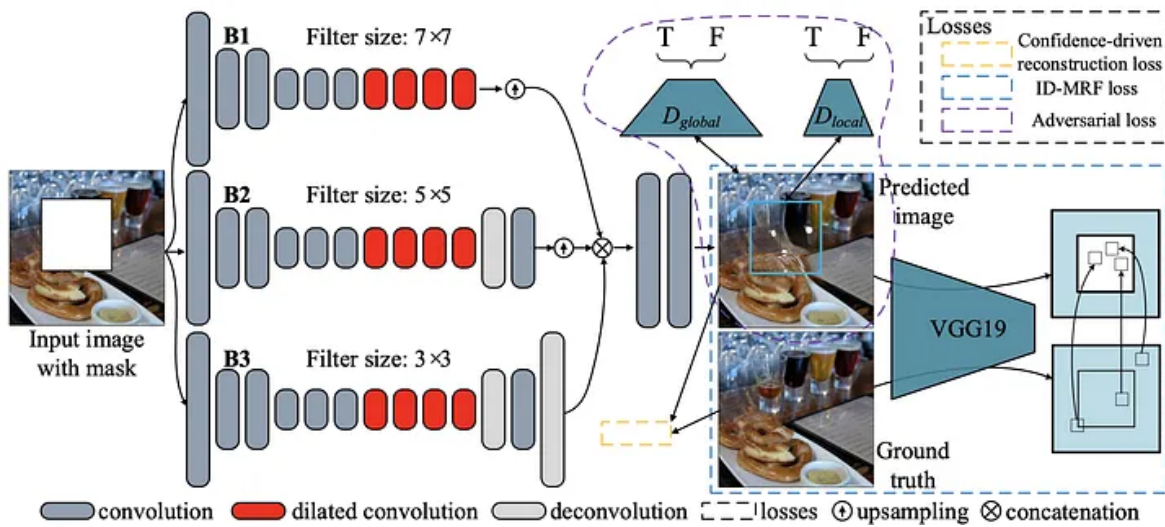 B1
Filter size: 7×7
B2
Filter size: 5×5
B3
Filter size: 3×3
Input image
with mask
T F
T F
D_global
D_local
Losses
Confidence-driven
reconstruction loss
ID-MRF loss
Adversarial loss
Predicted
image
VGG19
Ground
truth
convolution
dilated convolution
deconvolution
losses
upsampling
concatenation